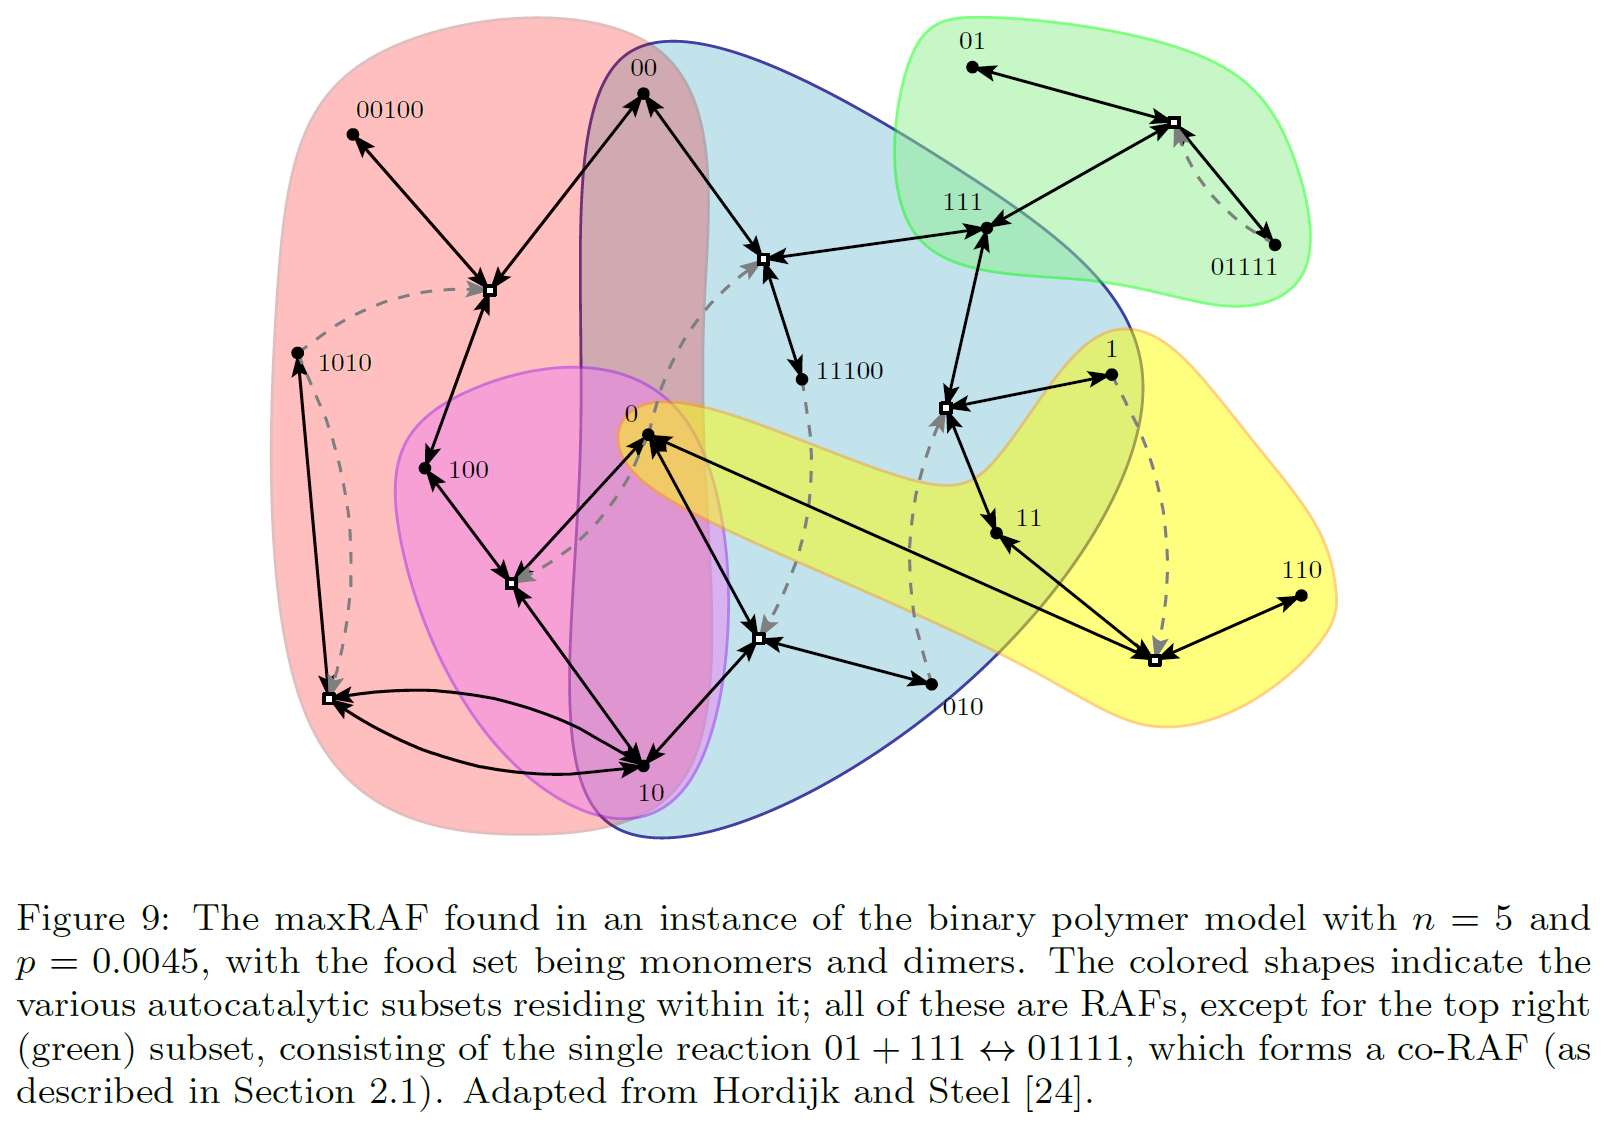 01
00
00100
111
01111
1
1010
11100
0
100
11
110
010
10
Figure 9: The maxRAF found in an instance of the binary polymer model with n = 5 and
p = 0.0045, with the food set being monomers and dimers. The colored shapes indicate the
various autocatalytic subsets residing within it; all of these are RAFs, except for the top right
(green) subset, consisting of the single reaction 01 + 111 ↔ 01111, which forms a co-RAF (as
described in Section 2.1). Adapted from Hordijk and Steel [24].